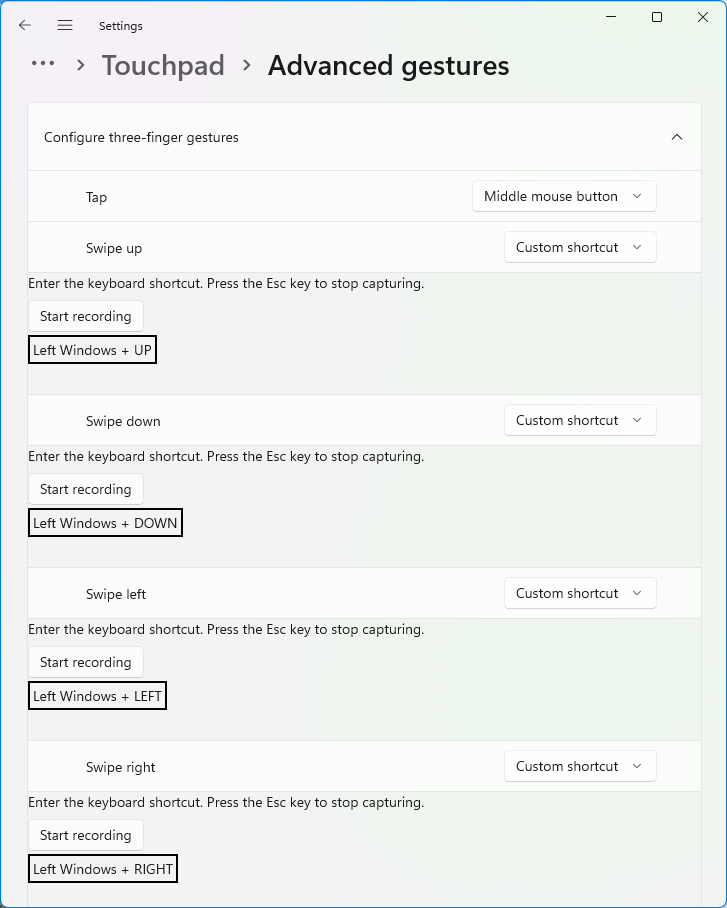 Settings
... > Touchpad > Advanced gestures
Configure three-finger gestures
Tap Middle mouse button
Swipe up Custom shortcut
Enter the keyboard shortcut. Press the Esc key to stop capturing.
Start recording
Left Windows + UP
Swipe down Custom shortcut
Enter the keyboard shortcut. Press the Esc key to stop capturing.
Start recording
Left Windows + DOWN
Swipe left Custom shortcut
Enter the keyboard shortcut. Press the Esc key to stop capturing.
Start recording
Left Windows + LEFT
Swipe right Custom shortcut
Enter the keyboard shortcut. Press the Esc key to stop capturing.
Start recording
Left Windows + RIGHT